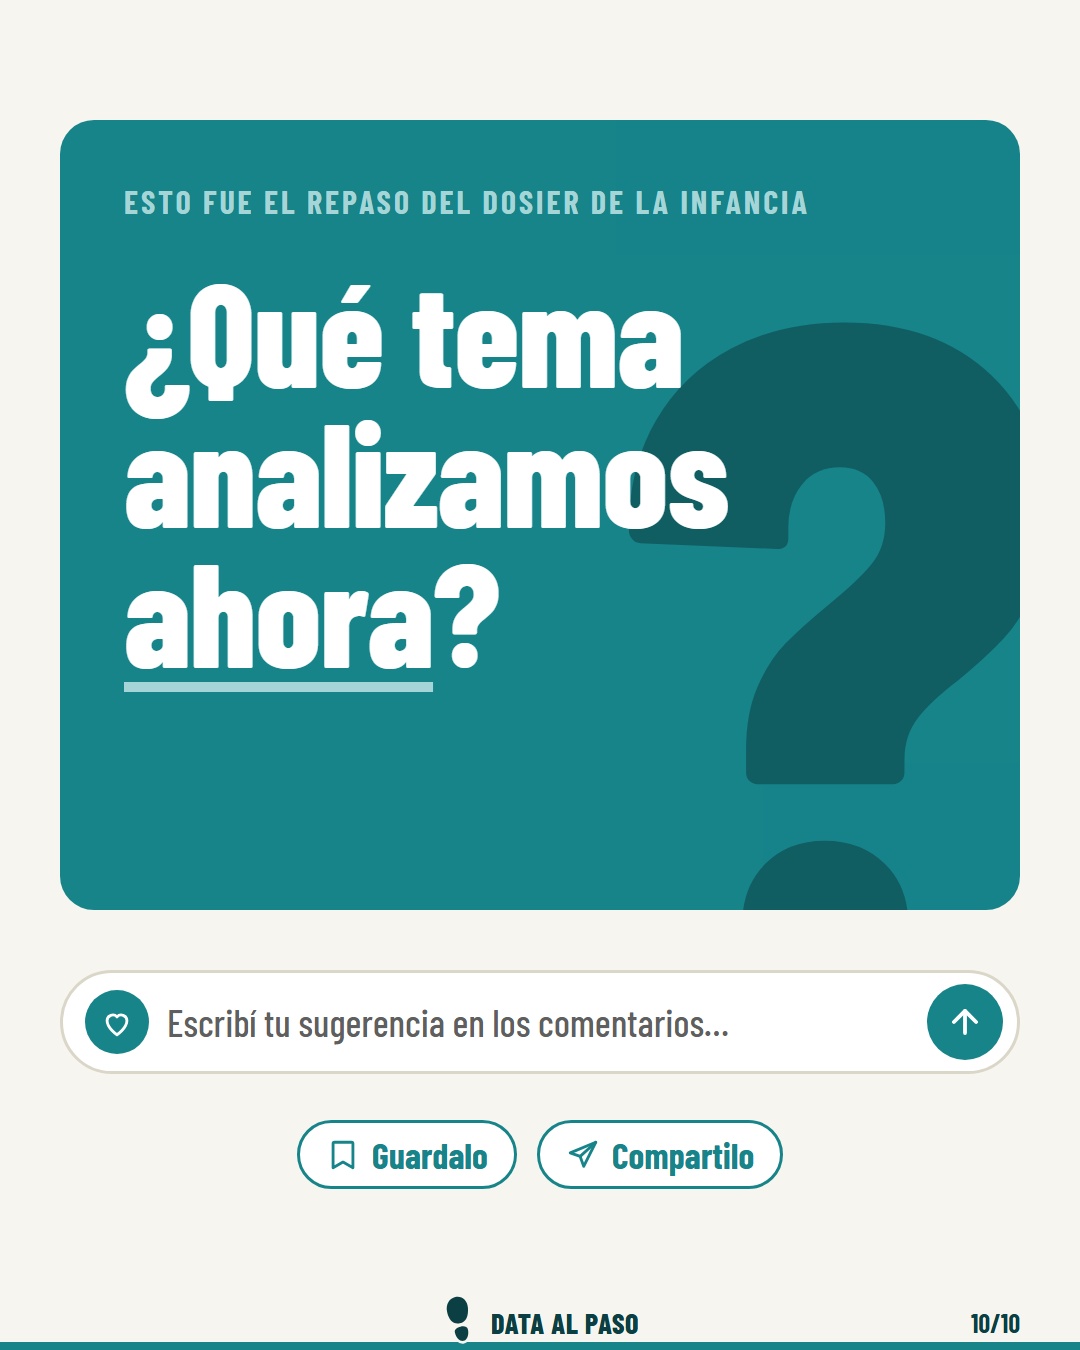 ESTO FUE EL REPASO DEL DOSIER DE LA INFANCIA
¿Qué tema
analizamos
ahora?
Escribí tu sugerencia en los comentarios...
Guardalo
Compartilo
DATA AL PASO
10/10